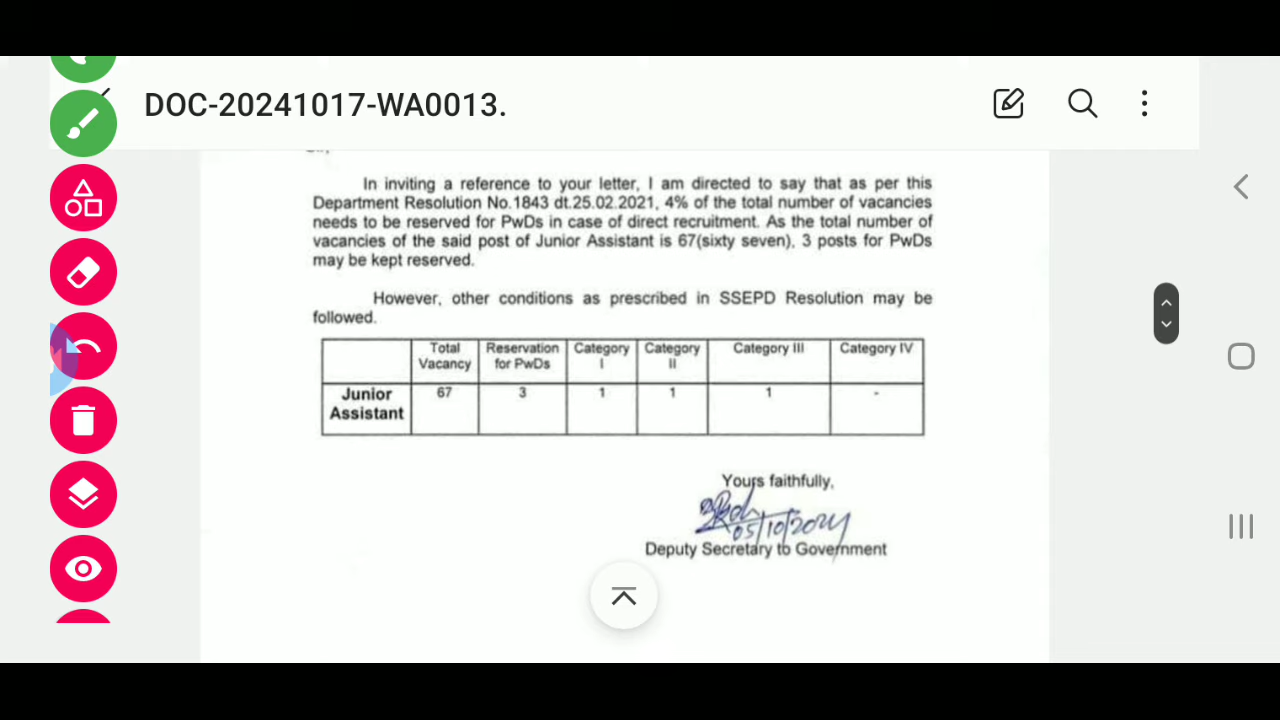 DOC-20241017-WA0013.
In inviting a reference to your letter, I am directed to say that as per this
Department Resolution No.1843 dt.25.02.2021, 4% of the total number of vacancies
needs to be reserved for PwDs in case of direct recruitment. As the total number of
vacancies of the said post of Junior Assistant is 67(sixty seven), 3 posts for PwDs
may be kept reserved.
However, other conditions as prescribed in SSEPD Resolution may be
followed.
Total Vacancy Reservation for PwDs Category I Category II Category III Category IV
Junior Assistant 67 3 1 1 1 -
Yours faithfully,
05/10/2024
Deputy Secretary to Government